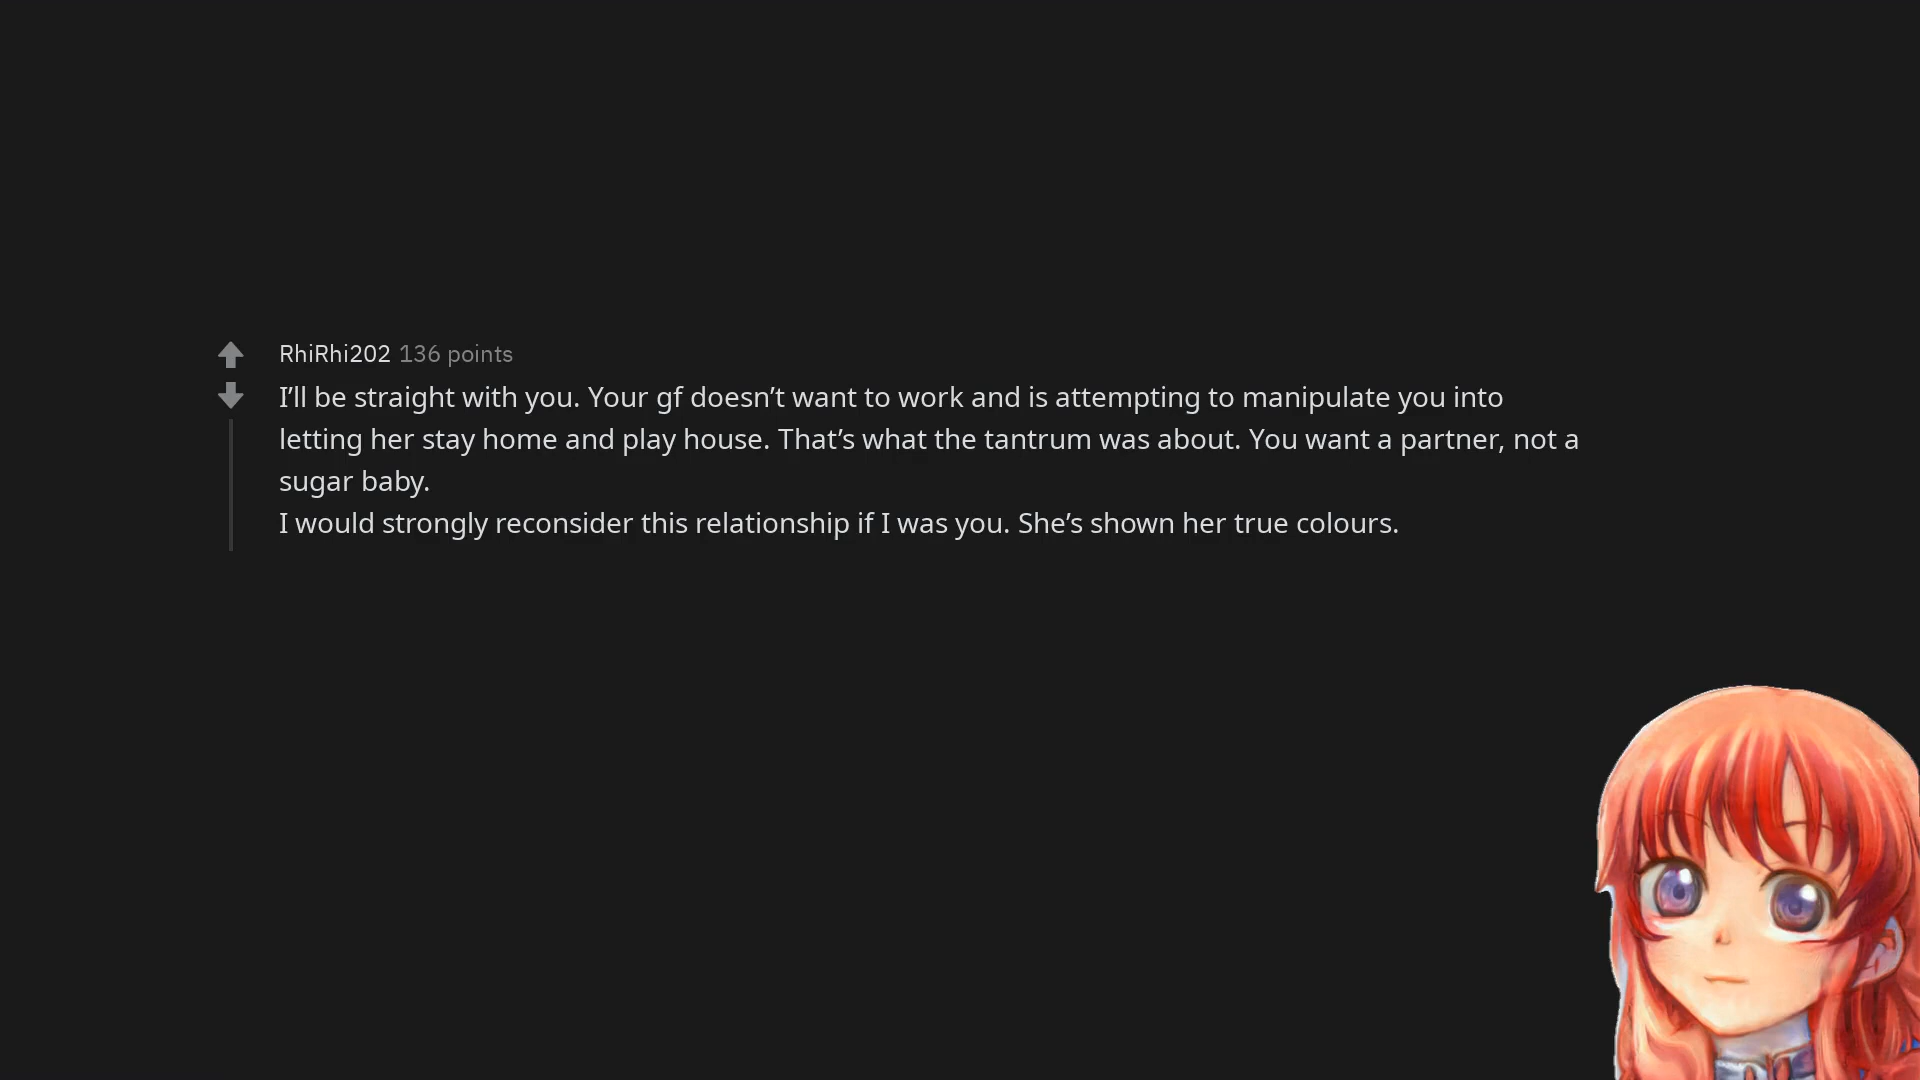 RhiRhi202 136 points
I’ll be straight with you. Your gf doesn’t want to work and is attempting to manipulate you into
letting her stay home and play house. That’s what the tantrum was about. You want a partner, not a
sugar baby.
I would strongly reconsider this relationship if I was you. She’s shown her true colours.